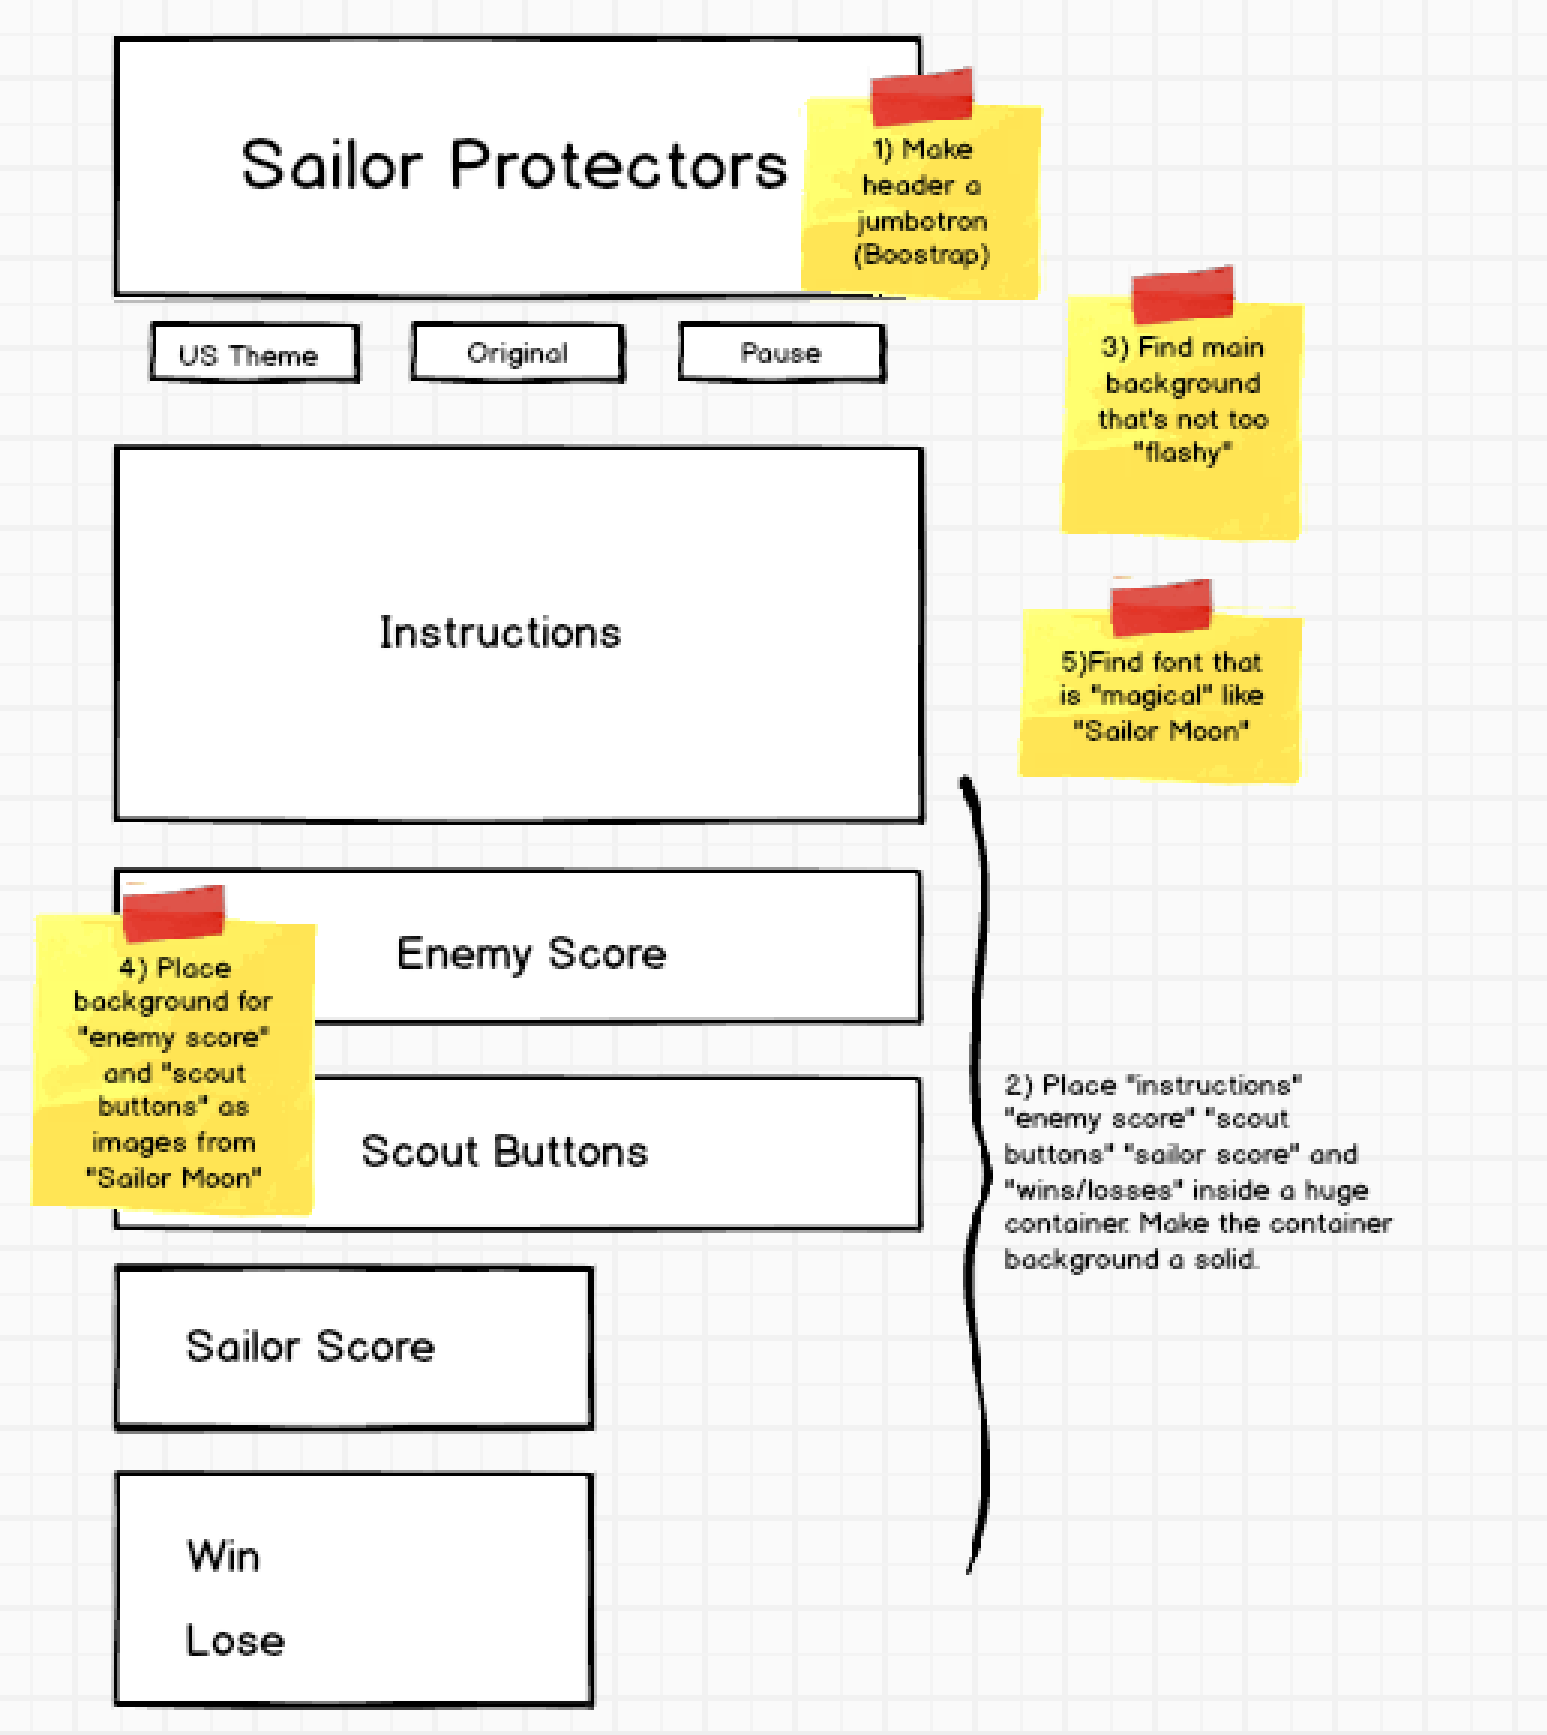 Sailor Protectors
1) Make
header a
jumbotron
(Boostrap)
US Theme
Original
Pause
3) Find main
background
that's not too
"flashy"
Instructions
5)Find font that
is "magical" like
"Sailor Moon"
Enemy Score
4) Place
background for
"enemy score"
and "scout
buttons" as
images from
"Sailor Moon"
Scout Buttons
2) Place "instructions"
"enemy score" "scout
buttons" "sailor score" and
"wins/losses" inside a huge
container. Make the container
background a solid.
Sailor Score
Win
Lose